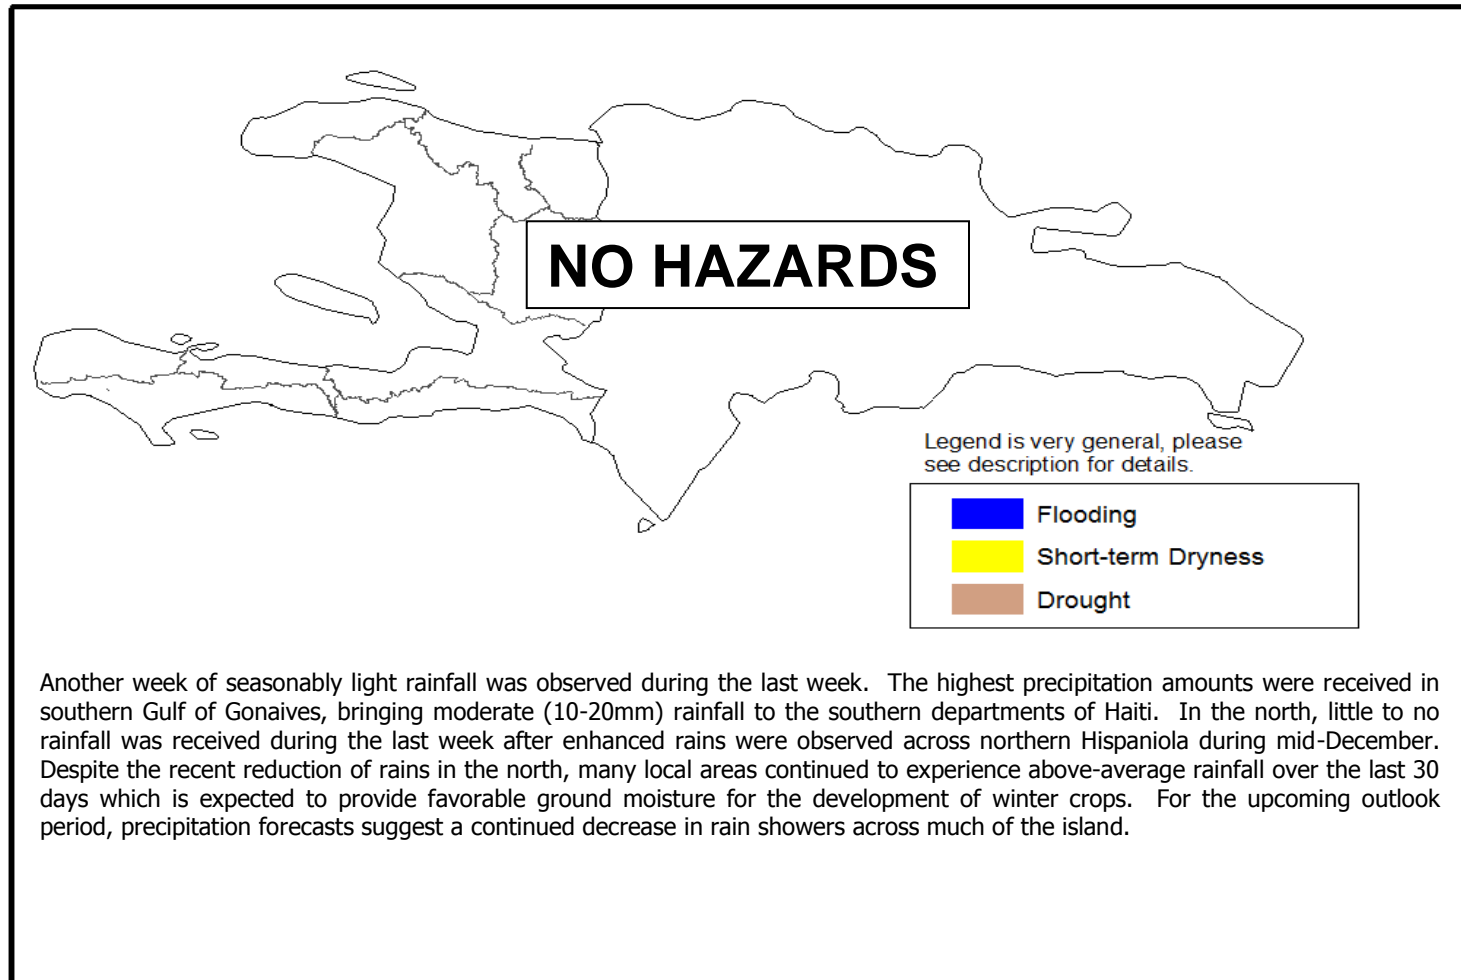 NO HAZARDS
Legend is very general, please
see description for details.
Flooding
Short-term Dryness
Drought
Another week of seasonably light rainfall was observed during the last week.  The highest precipitation amounts were received in
southern Gulf of Gonaives, bringing moderate (10-20mm) rainfall to the southern departments of Haiti.  In the north, little to no
rainfall was received during the last week after enhanced rains were observed across northern Hispaniola during mid-December.
Despite the recent reduction of rains in the north, many local areas continued to experience above-average rainfall over the last 30
days which is expected to provide favorable ground moisture for the development of winter crops.  For the upcoming outlook
period, precipitation forecasts suggest a continued decrease in rain showers across much of the island.